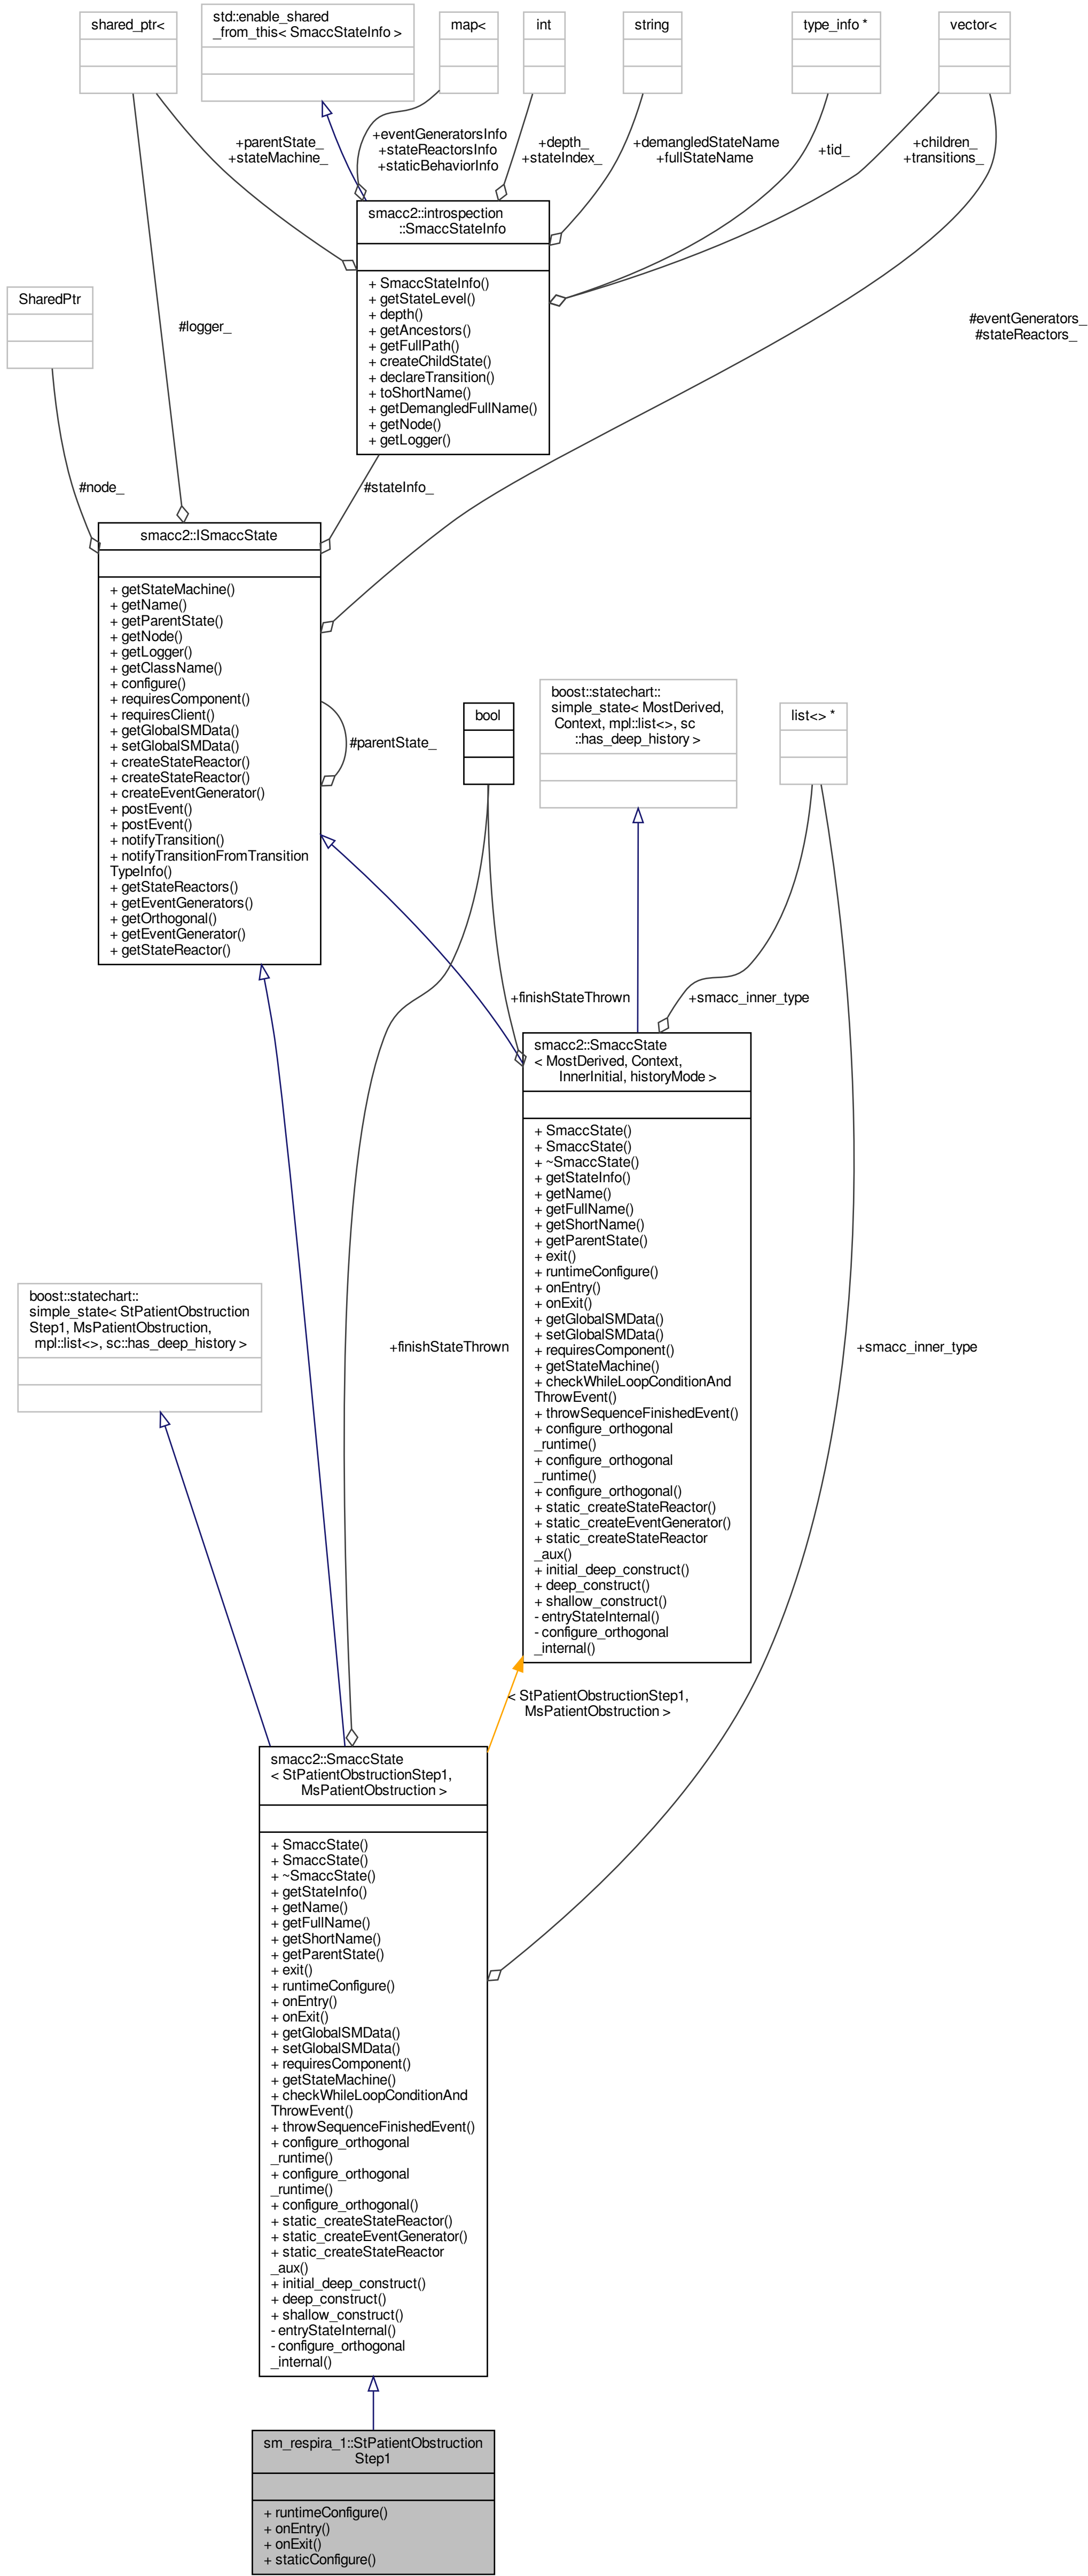 shared_ptr<
std::enable_shared
_from_this< SmaccStateInfo >
map<
int
string
type_info *
vector<
+parentState_
+stateMachine_
+eventGeneratorsInfo
+stateReactorsInfo
+staticBehaviorInfo
+depth_
+stateIndex_
+demangledStateName
+fullStateName
+tid_
+children_
+transitions_
smacc2::introspection
::SmaccStateInfo
+ SmaccStateInfo()
+ getStateLevel()
+ depth()
+ getAncestors()
+ getFullPath()
+ createChildState()
+ declareTransition()
+ toShortName()
+ getDemangledFullName()
+ getNode()
+ getLogger()
SharedPtr
#logger_
#eventGenerators_
#stateReactors_
#node_
#stateInfo_
smacc2::ISmaccState
+ getStateMachine()
+ getName()
+ getParentState()
+ getNode()
+ getLogger()
+ getClassName()
+ configure()
+ requiresComponent()
+ requiresClient()
+ getGlobalSMData()
+ setGlobalSMData()
+ createStateReactor()
+ createStateReactor()
+ createEventGenerator()
+ postEvent()
+ postEvent()
+ notifyTransition()
+ notifyTransitionFromTransition
TypeInfo()
+ getStateReactors()
+ getEventGenerators()
+ getOrthogonal()
+ getEventGenerator()
+ getStateReactor()
#parentState_
bool
boost::statechart::
simple_state< MostDerived,
Context, mpl::list<>, sc
::has_deep_history >
list<> *
+finishStateThrown
+smacc_inner_type
smacc2::SmaccState
< MostDerived, Context,
InnerInitial, historyMode >
+ SmaccState()
+ SmaccState()
+ ~SmaccState()
+ getStateInfo()
+ getName()
+ getFullName()
+ getShortName()
+ getParentState()
+ exit()
+ runtimeConfigure()
+ onEntry()
+ onExit()
+ getGlobalSMData()
+ setGlobalSMData()
+ requiresComponent()
+ getStateMachine()
+ checkWhileLoopConditionAnd
ThrowEvent()
+ throwSequenceFinishedEvent()
+ configure_orthogonal
_runtime()
+ configure_orthogonal
_runtime()
+ configure_orthogonal()
+ static_createStateReactor()
+ static_createEventGenerator()
+ static_createStateReactor
_aux()
+ initial_deep_construct()
+ deep_construct()
+ shallow_construct()
- entryStateInternal()
- configure_orthogonal
_internal()
boost::statechart::
simple_state< StPatientObstruction
Step1, MsPatientObstruction,
mpl::list<>, sc::has_deep_history >
+finishStateThrown
+smacc_inner_type
< StPatientObstructionStep1,
MsPatientObstruction >
smacc2::SmaccState
< StPatientObstructionStep1,
MsPatientObstruction >
+ SmaccState()
+ SmaccState()
+ ~SmaccState()
+ getStateInfo()
+ getName()
+ getFullName()
+ getShortName()
+ getParentState()
+ exit()
+ runtimeConfigure()
+ onEntry()
+ onExit()
+ getGlobalSMData()
+ setGlobalSMData()
+ requiresComponent()
+ getStateMachine()
+ checkWhileLoopConditionAnd
ThrowEvent()
+ throwSequenceFinishedEvent()
+ configure_orthogonal
_runtime()
+ configure_orthogonal
_runtime()
+ configure_orthogonal()
+ static_createStateReactor()
+ static_createEventGenerator()
+ static_createStateReactor
_aux()
+ initial_deep_construct()
+ deep_construct()
+ shallow_construct()
- entryStateInternal()
- configure_orthogonal
_internal()
sm_respira_1::StPatientObstruction
Step1
+ runtimeConfigure()
+ onEntry()
+ onExit()
+ staticConfigure()